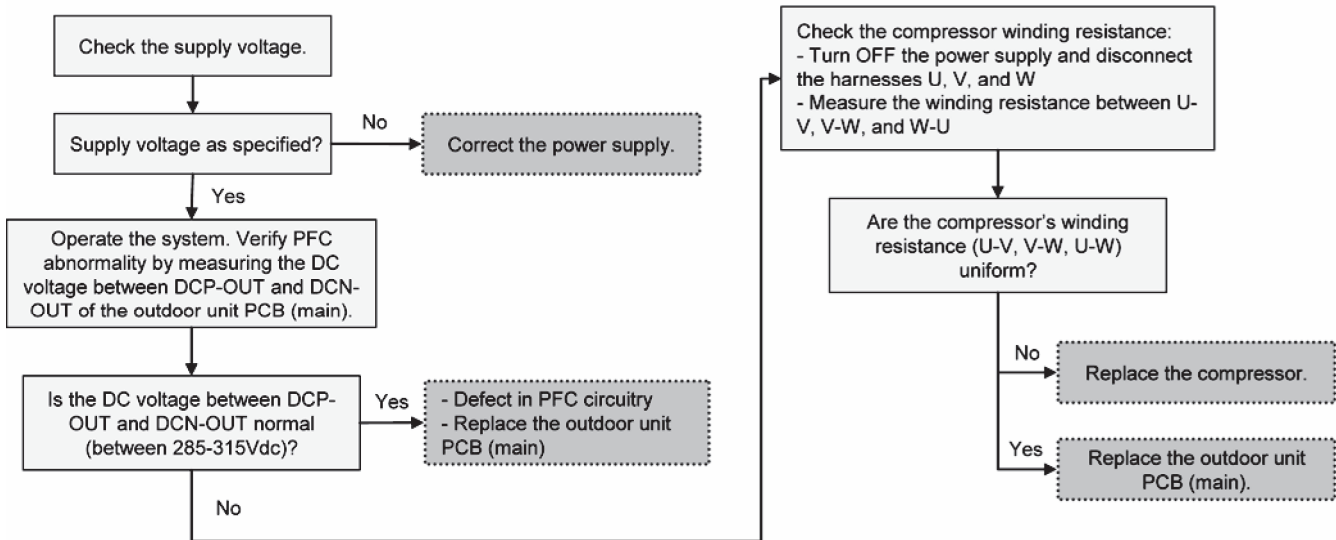 Check the supply voltage.
Supply voltage as specified?
No
Correct the power supply.
Yes
Operate the system. Verify PFC
abnormality by measuring the DC
voltage between DCP-OUT and DCN-
OUT of the outdoor unit PCB (main).
Is the DC voltage between DCP-
OUT and DCN-OUT normal
(between 285-315Vdc)?
Yes
- Defect in PFC circuitry
- Replace the outdoor unit
PCB (main)
No
Check the compressor winding resistance:
- Turn OFF the power supply and disconnect
the harnesses U, V, and W
- Measure the winding resistance between U-
V, V-W, and W-U
Are the compressor's winding
resistance (U-V, V-W, U-W)
uniform?
No
Replace the compressor.
Yes
Replace the outdoor unit
PCB (main).